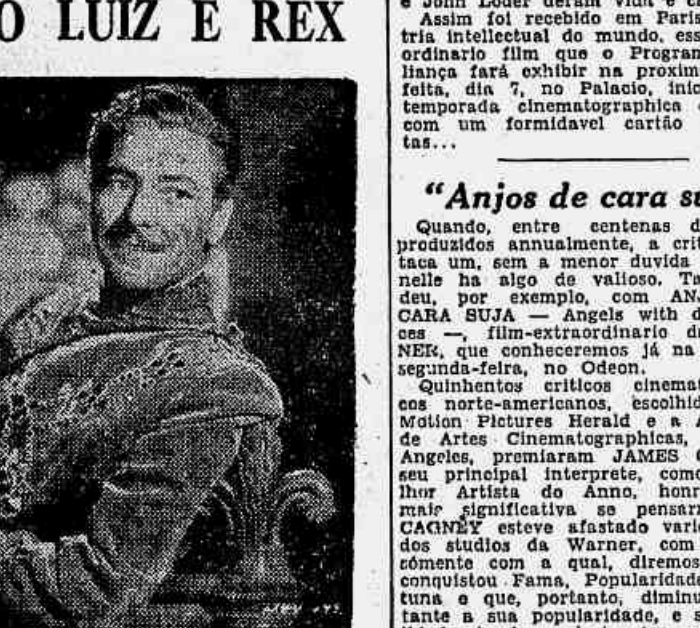 O LUIZ E REX
e John Loder deram vida e
Assim foi recebido em Pari
tria intellectual do mundo, ess
ordinario film que o Program
liança fará exhibir na proxim
feita, dia 7, no Palacio, inic
temporada cinematographica
com um formidavel cartão
tas...
"Anjos de cara su
Quando, entre centenas d
produzidos annualmente, a crit
taca um, sem a menor duvida
nelle ha algo de valioso. Ta
deu, por exemplo, com AN
CARA SUJA — Angels with d
ces —, film-extraordinario d
NER, que conheceremos já na
segunda-feira, no Odeon.
Quinhentos criticos cinemat
cos norte-americanos, escolhid
Motion Pictures Herald e a A
de Artes Cinematographicas,
Angeles, premiaram JAMES C
seu principal interprete, como
lhor Artista do Anno, honr
mais significativa se pensarm
CAGNEY esteve afastado vari
dos studios da Warner, com
sómente com a qual, diremos
conquistou Fama, Popularidade
tuna e que, portanto, diminu
tante a sua popularidade, e s